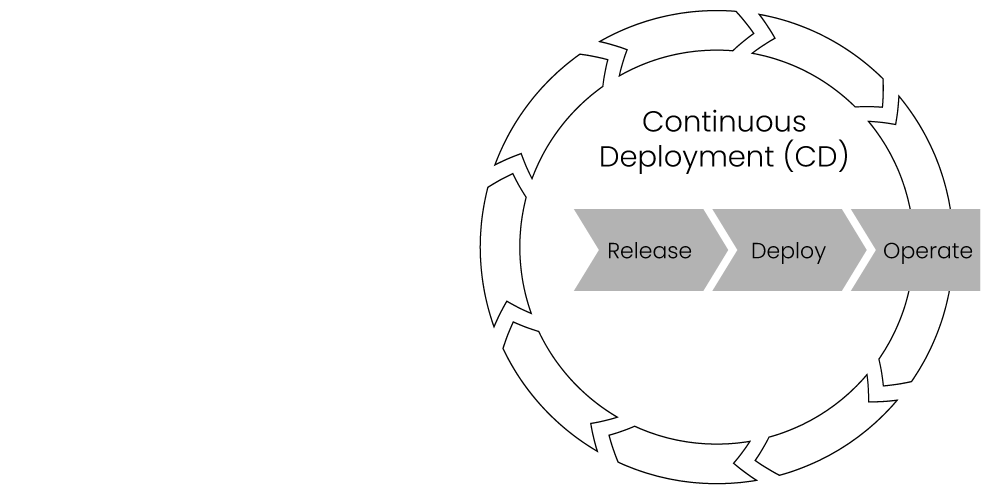 Continuous
Deployment (CD)
Release Deploy Operate